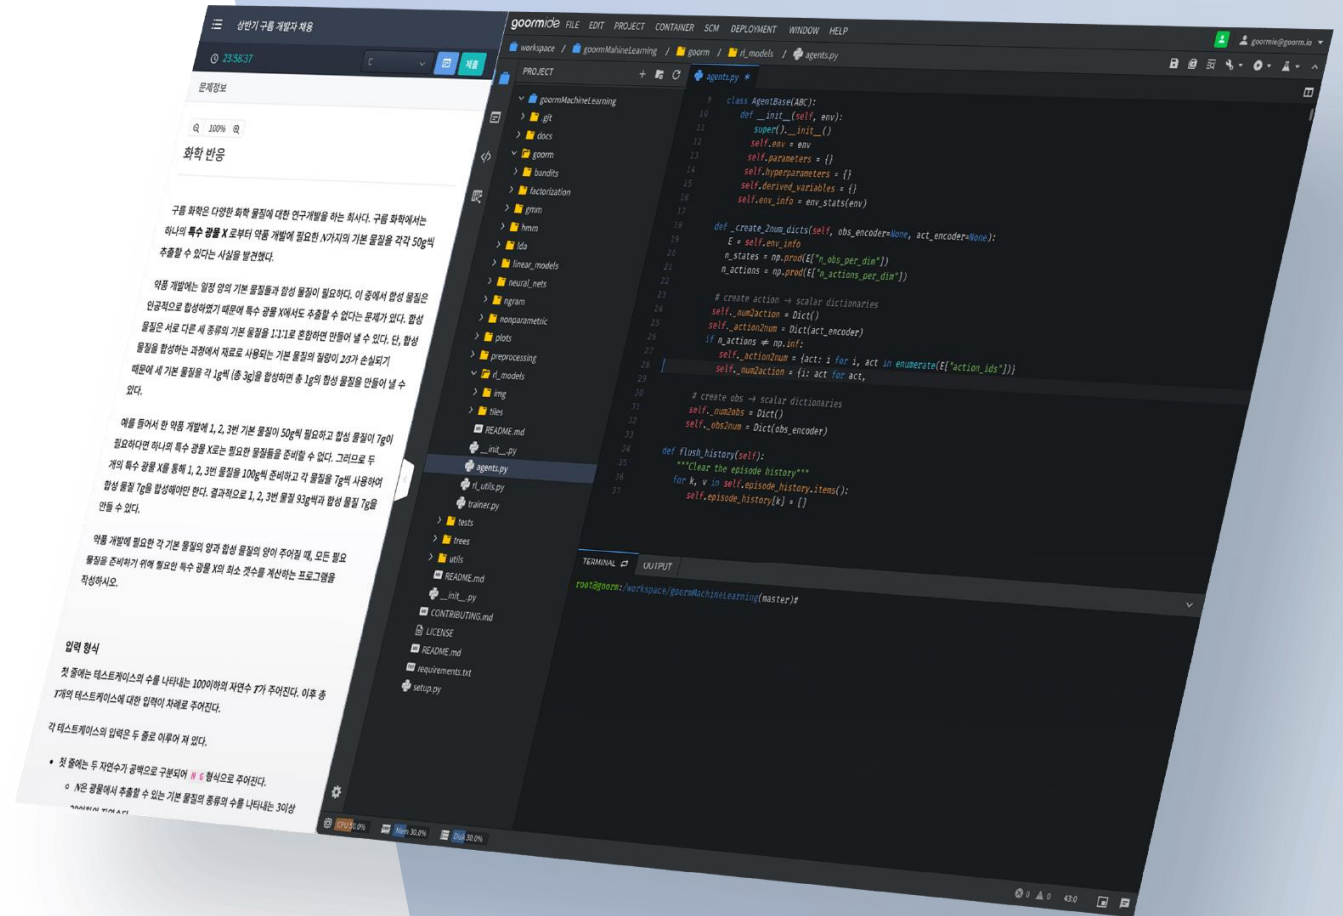 상반기 구름 개발자 채용
23:58:37
C
제출
문제정보
100%
화학 반응
구름 화학은 다양한 화학 물질에 대한 연구개발을 하는 회사다. 구름 화학에서는
하나의 특수 광물 X 로부터 약품 개발에 필요한 N가지의 기본 물질을 각각 50g씩
추출할 수 있다는 사실을 발견했다.
약품 개발에는 일정 양의 기본 물질들과 합성 물질이 필요하다. 이 중에서 합성 물질은
인공적으로 합성하였기 때문에 특수 광물 X에서도 추출할 수 없다는 문제가 있다. 합성
물질은 서로 다른 세 종류의 기본 물질을 1:1:1로 혼합하면 만들어 낼 수 있다. 단, 합성
물질을 합성하는 과정에서 재료로 사용되는 기본 물질의 질량이 2/3가 손실되기
때문에 세 기본 물질을 각 1g씩 (총 3g)을 합성하면 총 1g의 합성 물질을 만들어 낼 수
있다.
예를 들어서 한 약품 개발에 1, 2, 3번 기본 물질이 50g씩 필요하고 합성 물질이 7g이
필요하다면 하나의 특수 광물 X로는 필요한 물질들을 준비할 수 없다. 그러므로 두
개의 특수 광물 X를 통해 1, 2, 3번 물질을 100g씩 준비하고 각 물질을 7g씩 사용하여
합성 물질 7g을 합성해야만 한다. 결과적으로 1, 2, 3번 물질 93g씩과 합성 물질 7g을
만들 수 있다.
약품 개발에 필요한 각 기본 물질의 양과 합성 물질의 양이 주어질 때, 모든 필요
물질을 준비하기 위해 필요한 특수 광물 X의 최소 갯수를 계산하는 프로그램을
작성하시오.
입력 형식
첫 줄에는 테스트케이스의 수를 나타내는 100이하의 자연수 T가 주어진다. 이후 총
T개의 테스트케이스에 대한 입력이 차례로 주어진다.
각 테스트케이스의 입력은 두 줄로 이루어 져 있다.
• 첫 줄에는 두 자연수가 공백으로 구분되어 N G 형식으로 주어진다.
○ N은 광물에서 추출할 수 있는 기본 물질의 종류의 수를 나타내는 3이상
goormide FILE EDIT PROJECT CONTAINER SCM DEPLOYMENT WINDOW HELP
goormie@goorm.io
workspace / goormMahineLearning / goorm / rl_models / agents.py
PROJECT
goormMachineLearning
.git
docs
goorm
bandits
factorization
gmm
hmm
lda
linear_models
neural_nets
ngram
nonparametriic
plots
preprocessing
rl_models
img
tiles
README.md
__init__.py
agents.py
rl_utils.py
trainer.py
tests
trees
utils
README.md
__init__.py
CONTRIBUTING.md
LICENSE
README.md
requirements.txt
setup.py
agents.py *
9 class AgentBase(ABC):
10 def __init__(self, env):
11 super().__init__()
12 self.env = env
13 self.parameters = {}
14 self.hyperparameters = {}
15 self.derived_variables = {}
16 self.env_info = env_stats(env)
17
18 def _create_2num_dicts(self, obs_encoder=None, act_encoder=None):
19 E = self.env_info
20 n_states = np.prod(E["n_obs_per_dim"])
21 n_actions = np.prod(E["n_actions_per_dim"])
22
23 # create action → scalar dictionaries
24 self._num2action = Dict()
25 self._action2num = Dict(act_encoder)
26 if n_actions ≠ np.inf:
27 self._action2num = {act: i for i, act in enumerate(E["action_ids"])}
28 self._num2action = {i: act for act,
29
30 # create obs → scalar dictionaries
31 self._num2obs = Dict()
32 self._obs2num = Dict(obs_encoder)
33
34 def flush_history(self):
35 """Clear the episode history"""
36 for k, v in self.episode_history.items():
37 self.episode_history[k] = []
TERMINAL OUTPUT
root@goorm:/workspace/goormMachineLearning(master)#
CPU 50.0% Mem 30.0% Disk 30.0%
0 0 43:0